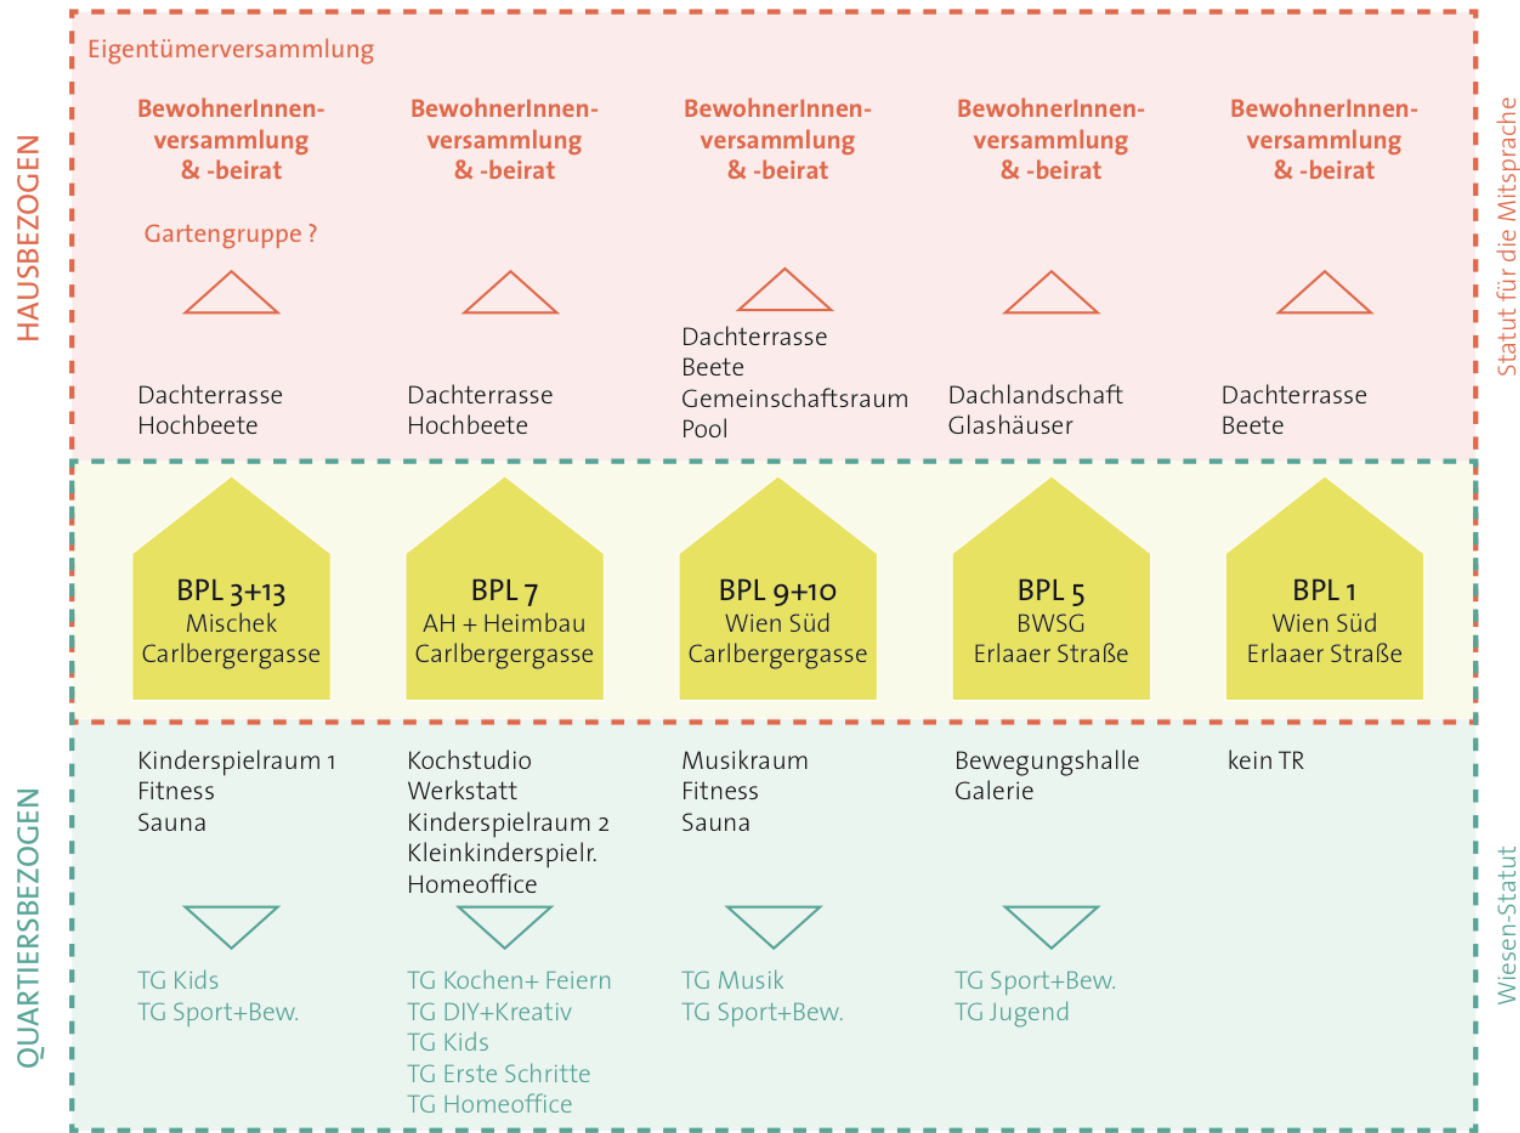 Eigentümerversammlung
BewohnerInnen-
versammlung
& -beirat
BewohnerInnen-
versammlung
& -beirat
BewohnerInnen-
versammlung
& -beirat
BewohnerInnen-
versammlung
& -beirat
BewohnerInnen-
versammlung
& -beirat
Gartengruppe ?
HAUSBEZOGEN
Statut für die Mitsprache
Dachterrasse
Hochbeete
Dachterrasse
Hochbeete
Dachterrasse
Beete
Gemeinschaftsraum
Pool
Dachlandschaft
Glashäuser
Dachterrasse
Beete
BPL 3+13
Mischek
Carlbergergasse
BPL 7
AH + Heimbau
Carlbergergasse
BPL 9+10
Wien Süd
Carlbergergasse
BPL 5
BWSG
Erlaaer Straße
BPL 1
Wien Süd
Erlaaer Straße
QUARTIERSBEZOGEN
Wiesen-Statut
Kinderspielraum 1
Fitness
Sauna
Kochstudio
Werkstatt
Kinderspielraum 2
Kleinkinderspielr.
Homeoffice
Musikraum
Fitness
Sauna
Bewegungshalle
Galerie
kein TR
TG Kids
TG Sport+Bew.
TG Kochen+ Feiern
TG DIY+Kreativ
TG Kids
TG Erste Schritte
TG Homeoffice
TG Musik
TG Sport+Bew.
TG Sport+Bew.
TG Jugend